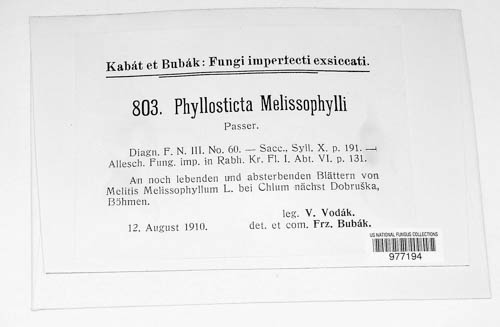 Kabát et Bubák: Fungi imperfecti exsiccati.
803. Phyllosticta Melissophylli
Passer.
Diagn. F. N. III. No. 60. — Sacc., Syll. X. p. 191. —
Allesch. Fung. imp. in Rabh. Kr. Fl. I. Abt. VI. p. 131.
An noch lebenden und absterbenden Blättern von
Melitis Melissophyllum L. bei Chlum nächst Dobruška,
Böhmen.
leg. V. Vodák.
12. August 1910. det. et com. Frz. Bubák.
US NATIONAL FUNGUS COLLECTIONS
977194